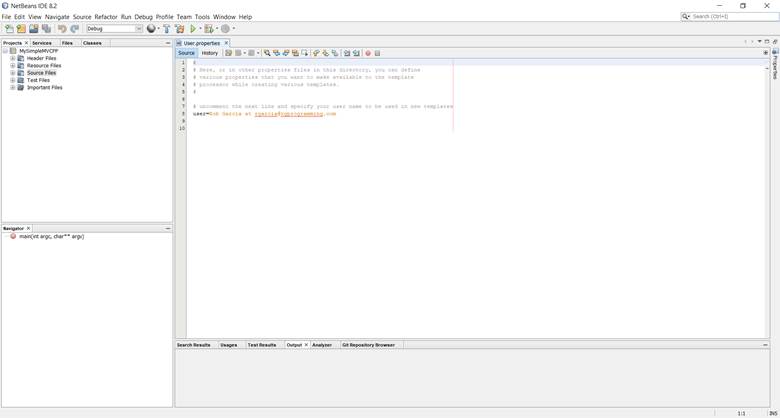 NetBeans IDE 8.2
File Edit View Navigate Source Refactor Run Debug Profile Team Tools Window Help
Search (Ctrl+I)
Debug
Projects Services Files Classes
MySimpleMVCPP
Header Files
Resource Files
Source Files
Test Files
Important Files
User.properties
Source History
1 #
2 # Here, or in other properties files in this directory, you can define
3 # various properties that you want to make available to the template
4 # processor while creating various templates.
5 #
6
7 # uncomment the next line and specify your user name to be used in new templates
8 user=Rob Garcia at rgarcia@rgprogramming.com
9
10
Properties
Navigator
main(int argc, char** argv)
Search Results Usages Test Results Output Analyzer Git Repository Browser
1:1 INS